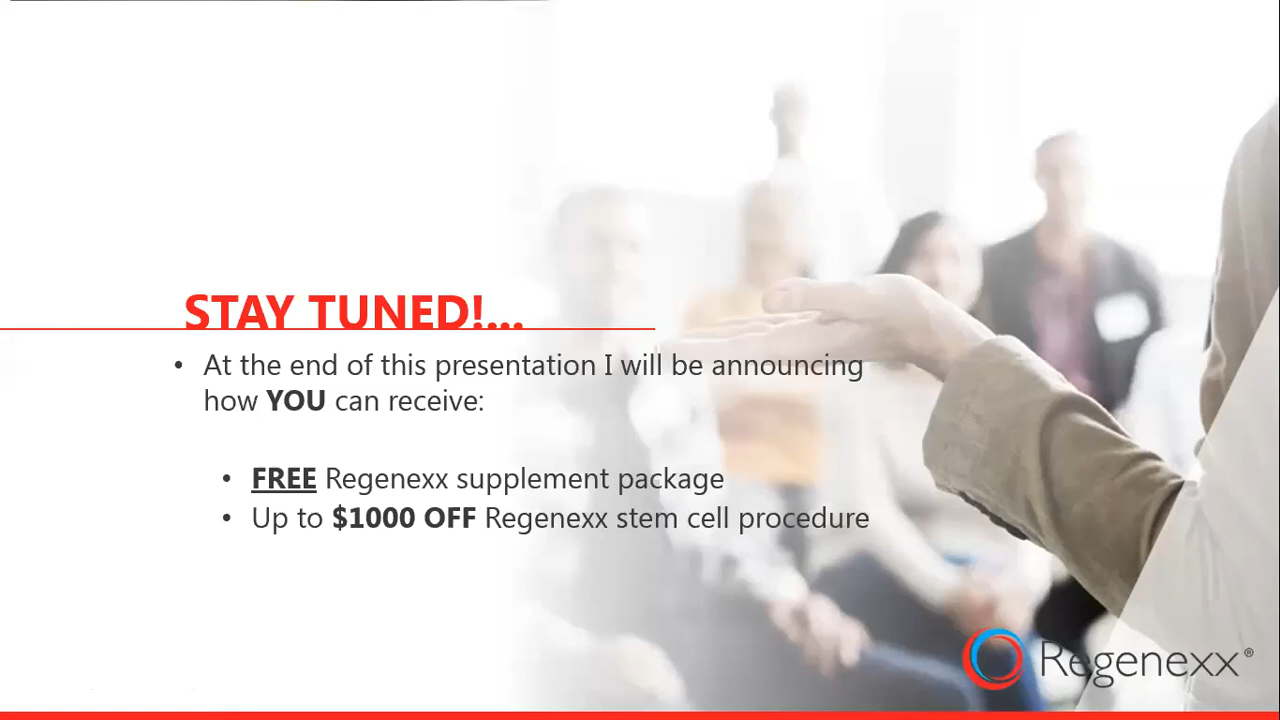 STAY TUNED!...
• At the end of this presentation I will be announcing
how YOU can receive:
• FREE Regenexx supplement package
• Up to $1000 OFF Regenexx stem cell procedure
Regenexx®